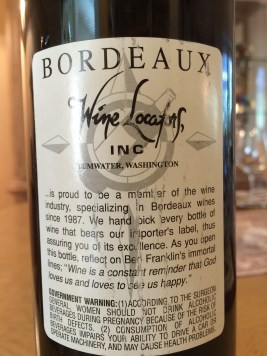 BORDEAUX
Wine Locators,
INC
TUMWATER, WASHINGTON
...is proud to be a member of the wine
industry, specializing in Bordeaux wines
since 1987. We hand pick every bottle of
wine that bears our importer's label, thus
assuring you of its excellence. As you open
this bottle, reflect on Ben Franklin's immortal
lines; "Wine is a constant reminder that God
loves us and loves to see us happy."
GOVERNMENT WARNING:(1)ACCORDING TO THE SURGEON
GENERAL, WOMEN SHOULD NOT DRINK ALCOHOLIC
BEVERAGES DURING PREGNANCY BECAUSE OF THE RISK OF
BIRTH DEFECTS. (2) CONSUMPTION OF ALCOHOLIC
BEVERAGES IMPAIRS YOUR ABILITY TO DRIVE A CAR OR
OPERATE MACHINERY, AND MAY CAUSE HEALTH PROBLEMS.